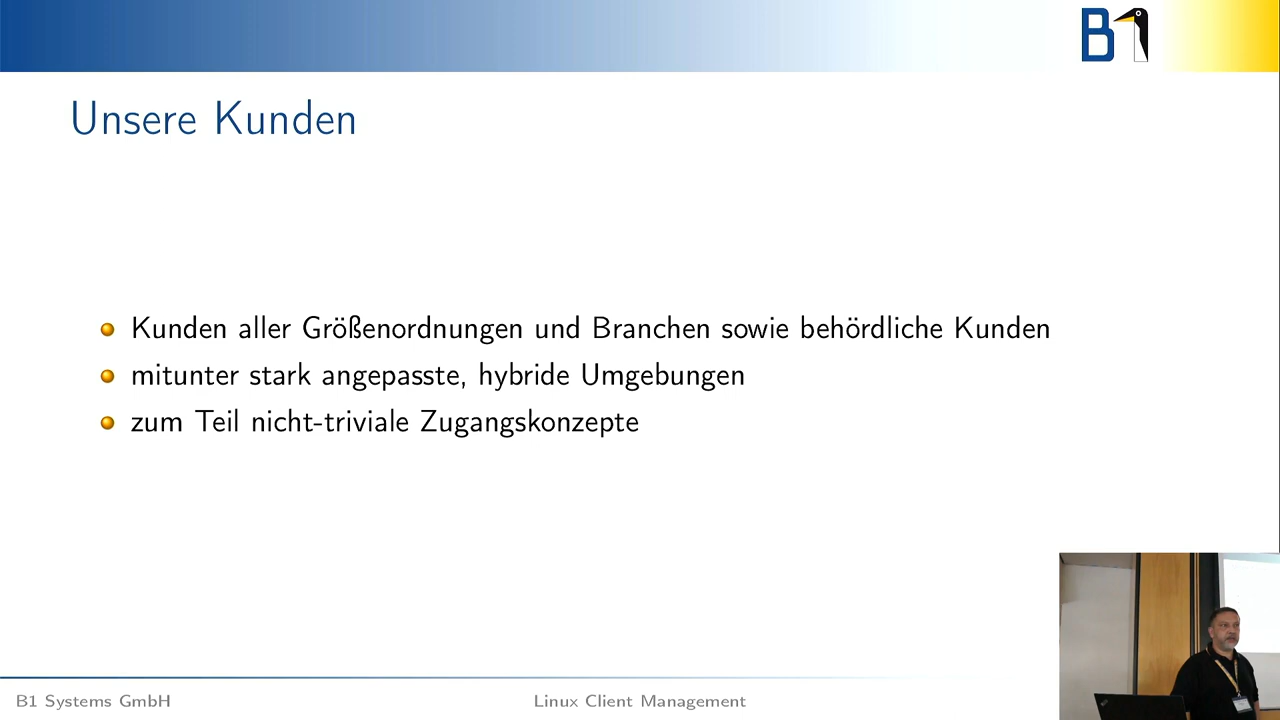 B1
Unsere Kunden
Kunden aller Größenordnungen und Branchen sowie behördliche Kunden
mitunter stark angepasste, hybride Umgebungen
zum Teil nicht-triviale Zugangskonzepte
B1 Systems GmbH
Linux Client Management